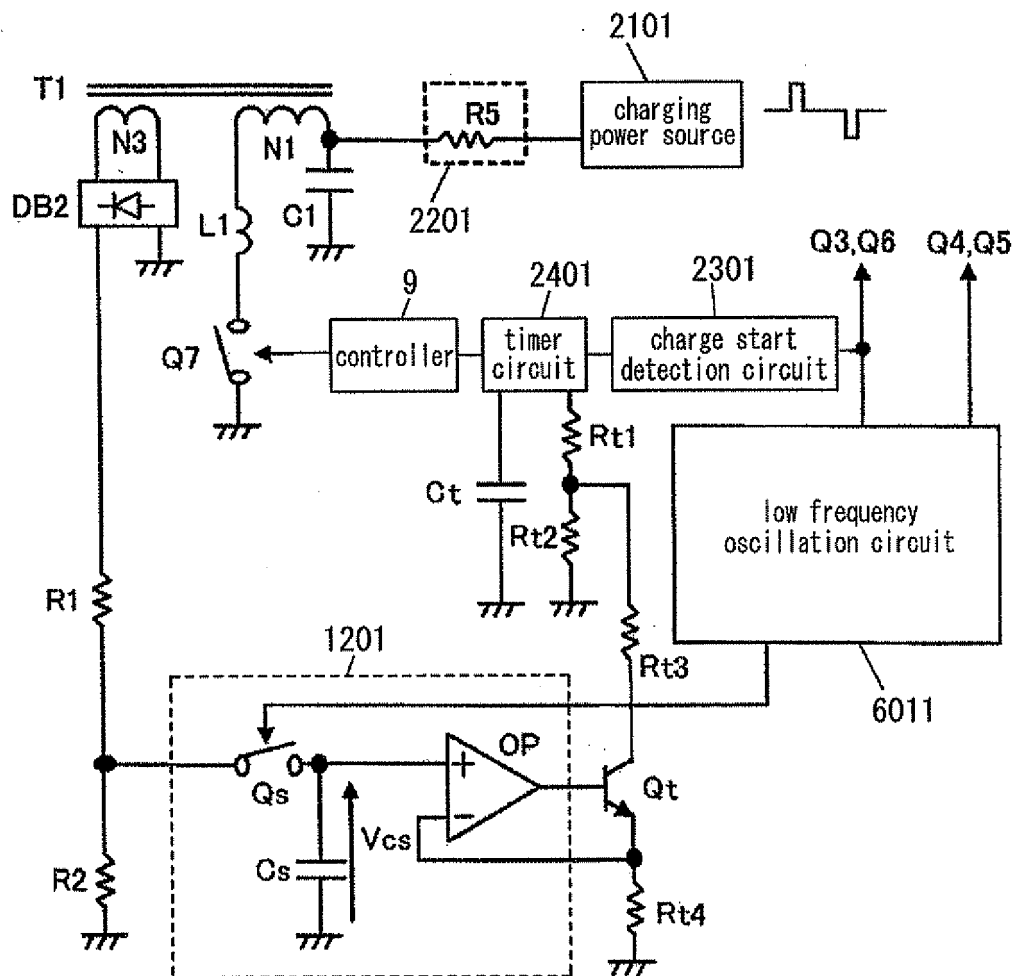 2101
T1
R5
charging
power source
N3
N1
DB2
C1
L1
2201
Q3,Q6
Q4,Q5
9
2401
2301
Q7
controller
timer
circuit
charge start
detection circuit
Rt1
Ct
Rt2
low frequency
oscillation circuit
R1
1201
Rt3
6011
OP
+
Qs
Qt
−
Vcs
Cs
R2
Rt4